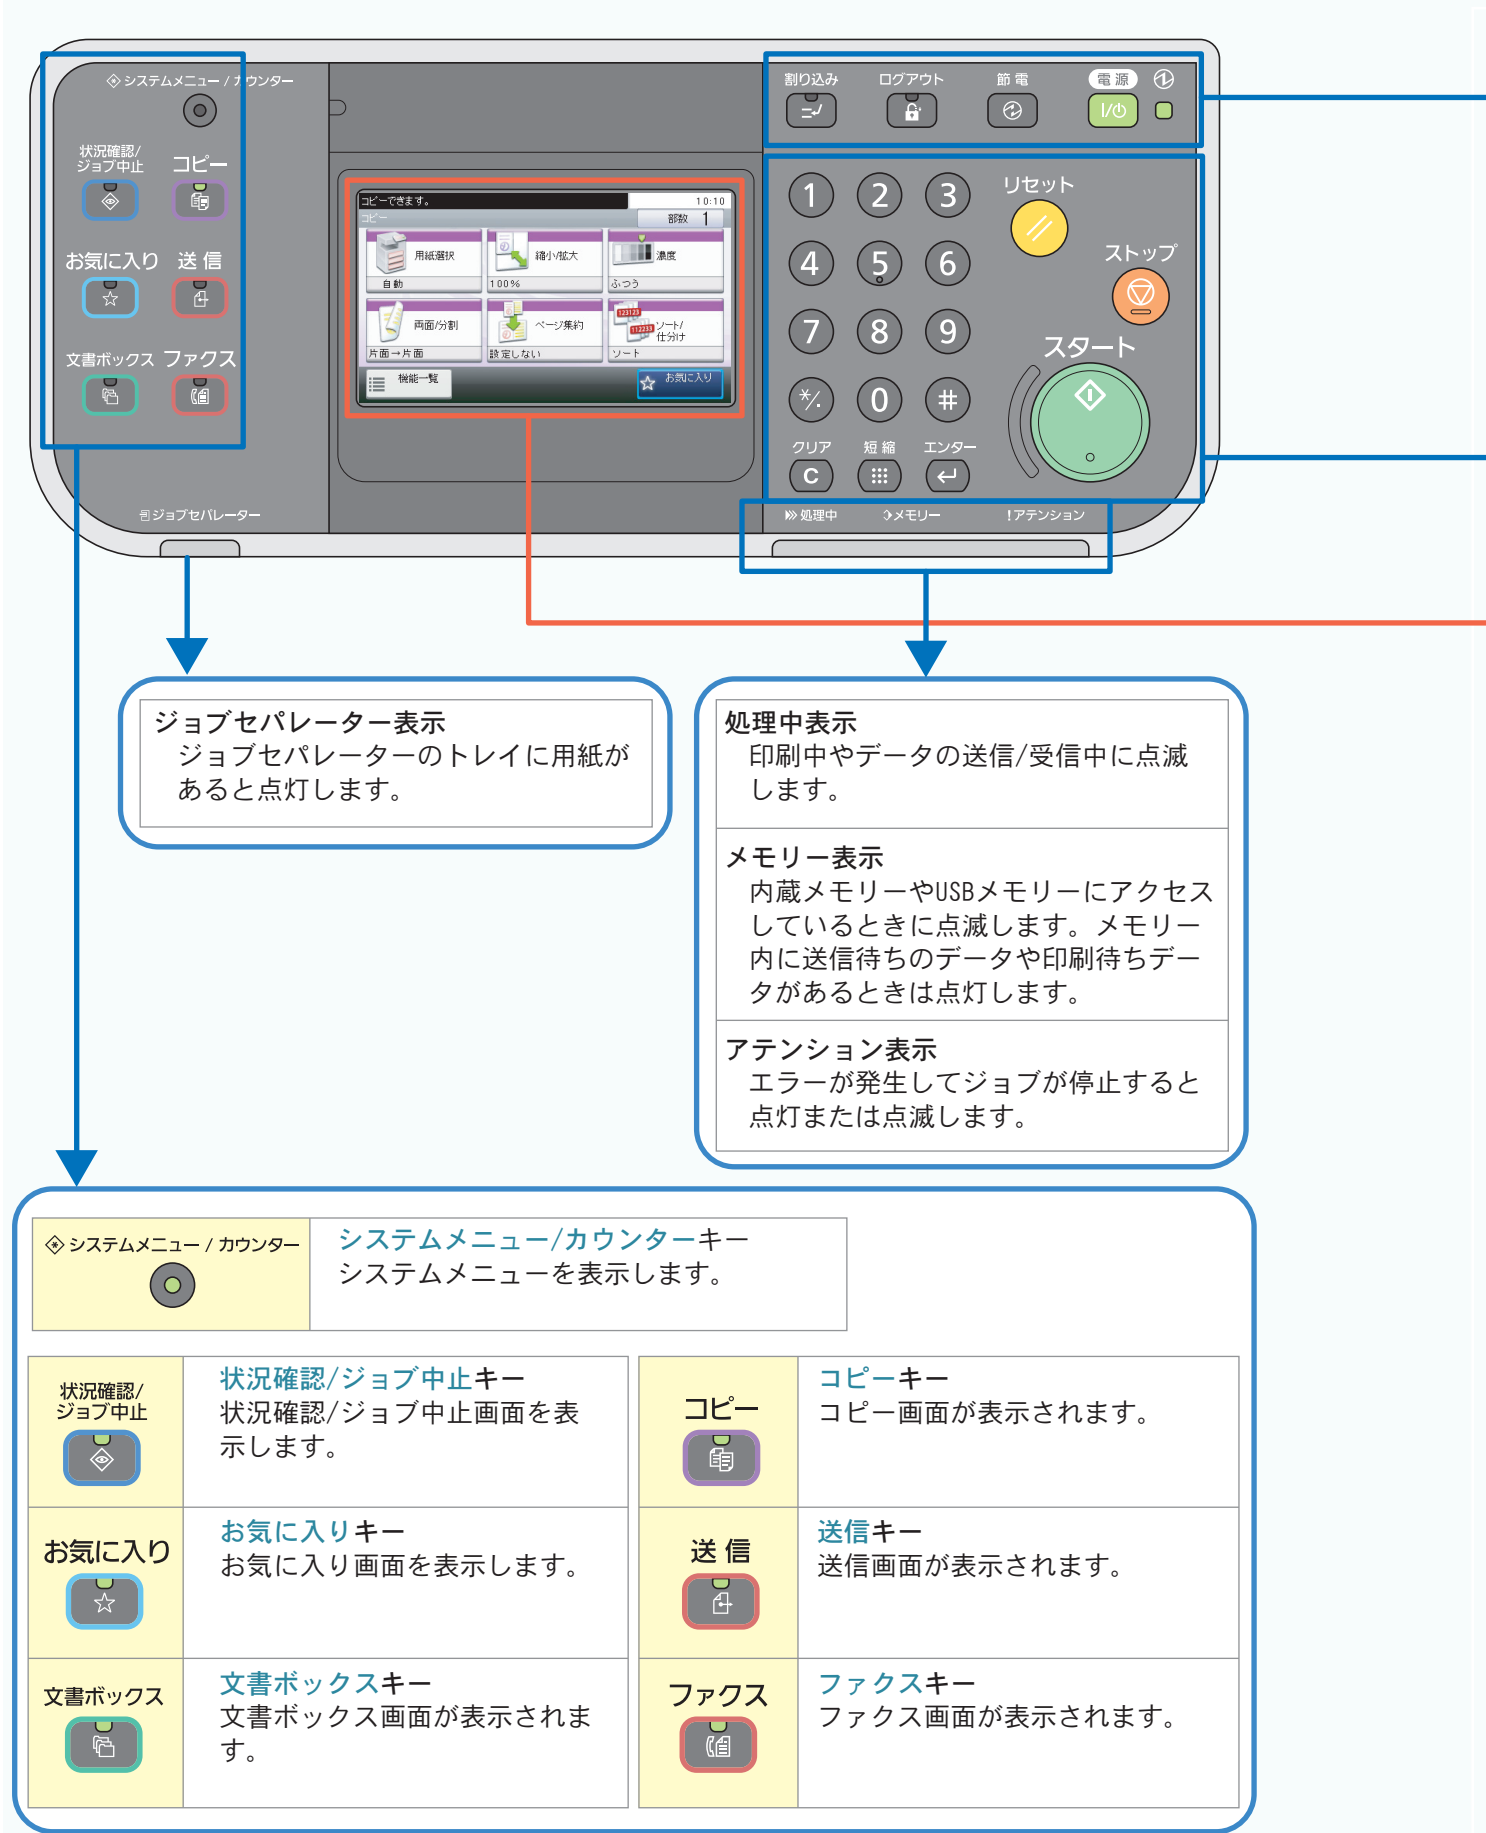 システムメニュー / カウンター
状況確認/
ジョブ中止
コピー
お気に入り
送信
文書ボックス
ファクス
ジョブセパレーター
コピーできます。
10:10
コピー
部数 1
用紙選択
自動
縮小/拡大
100%
濃度
ふつう
両面/分割
片面→片面
ページ集約
設定しない
ソート/
仕分け
ソート
123123
112233
機能一覧
お気に入り
割り込み
ログアウト
節電
電源
1 2 3
リセット
4 5 6
ストップ
7 8 9
スタート
*/. 0 #
クリア
短縮
エンター
C
処理中
メモリー
!アテンション
ジョブセパレーター表示
ジョブセパレーターのトレイに用紙が
あると点灯します。
処理中表示
印刷中やデータの送信/受信中に点滅
します。
メモリー表示
内蔵メモリーやUSBメモリーにアクセス
しているときに点滅します。メモリー
内に送信待ちのデータや印刷待ちデー
タがあるときは点灯します。
アテンション表示
エラーが発生してジョブが停止すると
点灯または点滅します。
システムメニュー / カウンター
システムメニュー/カウンターキー
システムメニューを表示します。
状況確認/
ジョブ中止
状況確認/ジョブ中止キー
状況確認/ジョブ中止画面を表
示します。
コピー
コピーキー
コピー画面が表示されます。
お気に入り
お気に入りキー
お気に入り画面を表示します。
送信
送信キー
送信画面が表示されます。
文書ボックス
文書ボックスキー
文書ボックス画面が表示されま
す。
ファクス
ファクスキー
ファクス画面が表示されます。